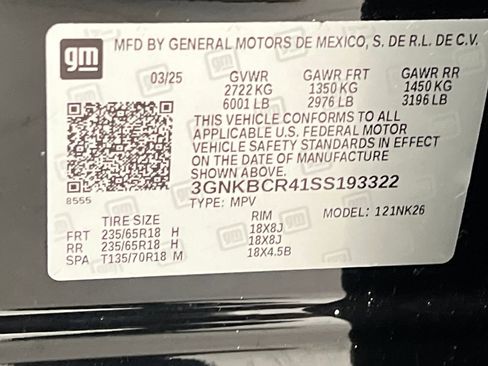 gm
MFD BY GENERAL MOTORS DE MEXICO, S. DE R.L. DE C.V.
03/25 GVWR GAWR FRT GAWR RR
2722 KG 1350 KG 1450 KG
6001 LB 2976 LB 3196 LB
THIS VEHICLE CONFORMS TO ALL
APPLICABLE U.S. FEDERAL MOTOR
VEHICLE SAFETY STANDARDS IN EFFECT
ON THE DATE OF MANUFACTURE
SHOWN ABOVE.
3GNKBCR41SS193322
8555 TYPE: MPV MODEL: 121NK26
TIRE SIZE RIM
FRT 235/65R18 H 18X8J
RR 235/65R18 H 18X8J
SPA T135/70R18 M 18X4.5B